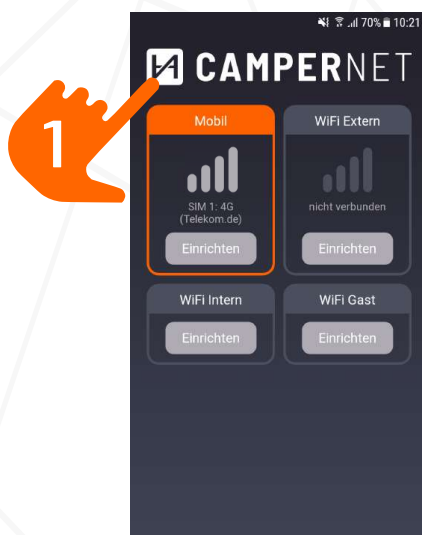 70% 10:21
CAMPERNET
1
Mobil
WiFi Extern
SIM 1: 4G
(Telekom.de)
nicht verbunden
Einrichten
Einrichten
WiFi Intern
WiFi Gast
Einrichten
Einrichten